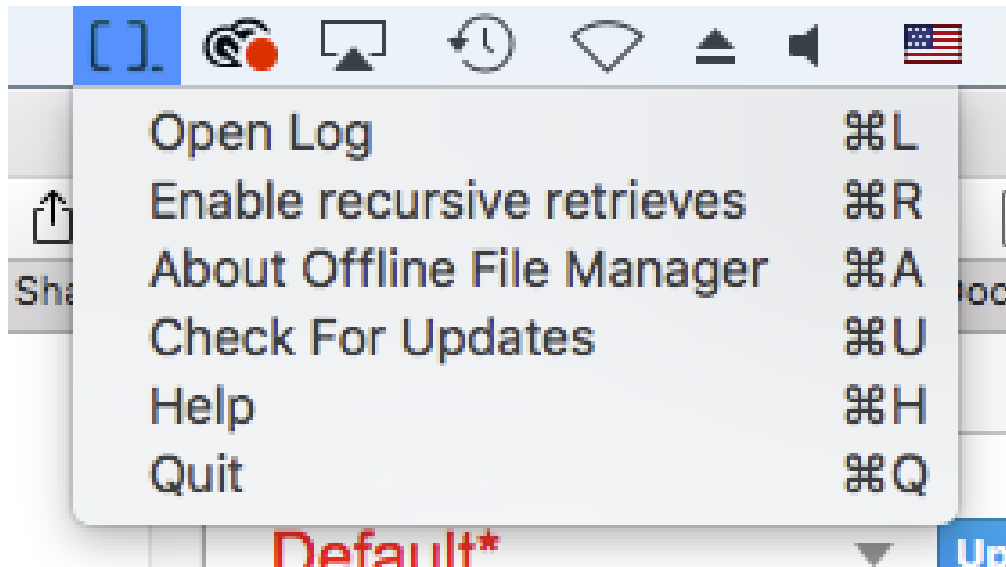 Open Log ⌘L
Enable recursive retrieves ⌘R
About Offline File Manager ⌘A
Check For Updates ⌘U
Help ⌘H
Quit ⌘Q
Default*